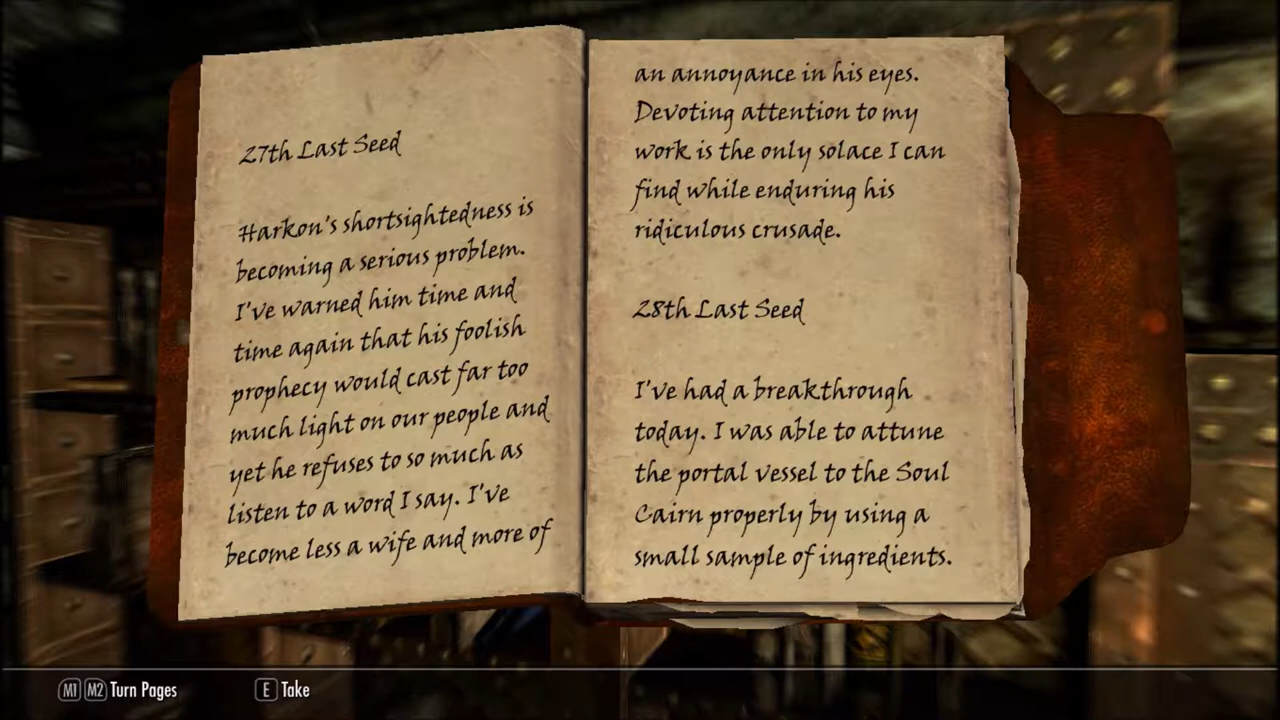 27th Last Seed
Harkon's shortsightedness is
becoming a serious problem.
I've warned him time and
time again that his foolish
prophecy would cast far too
much light on our people and
yet he refuses to so much as
listen to a word I say. I've
become less a wife and more of
an annoyance in his eyes.
Devoting attention to my
work is the only solace I can
find while enduring his
ridiculous crusade.
28th Last Seed
I've had a breakthrough
today. I was able to attune
the portal vessel to the Soul
Cairn properly by using a
small sample of ingredients.
M1 M2 Turn Pages E Take